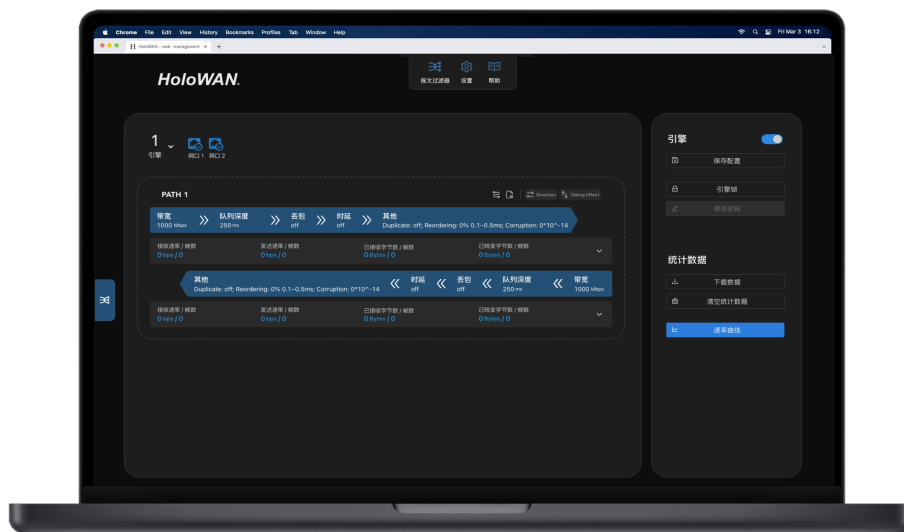 Chrome File Edit View History Bookmarks Profiles Tab Window Help
Fri Mar 3 16:12
HoloWAN - web management
HoloWAN.
报文过滤器 设置 帮助
1
引擎 网口 1 网口 2
PATH 1
Direction Taking Effect
带宽 队列深度 丢包 时延 其他
1000 Mbps 250 ms off off Duplicate: off; Reordering: 0% 0.1~0.5ms; Corruption: 0*10^-14
接收速率 / 帧数 发送速率 / 帧数 已接收字节数 / 帧数 已转发字节数 / 帧数
0 bps / 0 0 bps / 0 0 Bytes / 0 0 Bytes / 0
其他 时延 丢包 队列深度 带宽
Duplicate: off; Reordering: 0% 0.1~0.5ms; Corruption: 0*10^-14 off off 250 ms 1000 Mbps
接收速率 / 帧数 发送速率 / 帧数 已接收字节数 / 帧数 已转发字节数 / 帧数
0 bps / 0 0 bps / 0 0 Bytes / 0 0 Bytes / 0
引擎
保存配置
引擎锁
修改密码
统计数据
下载数据
清空统计数据
速率曲线